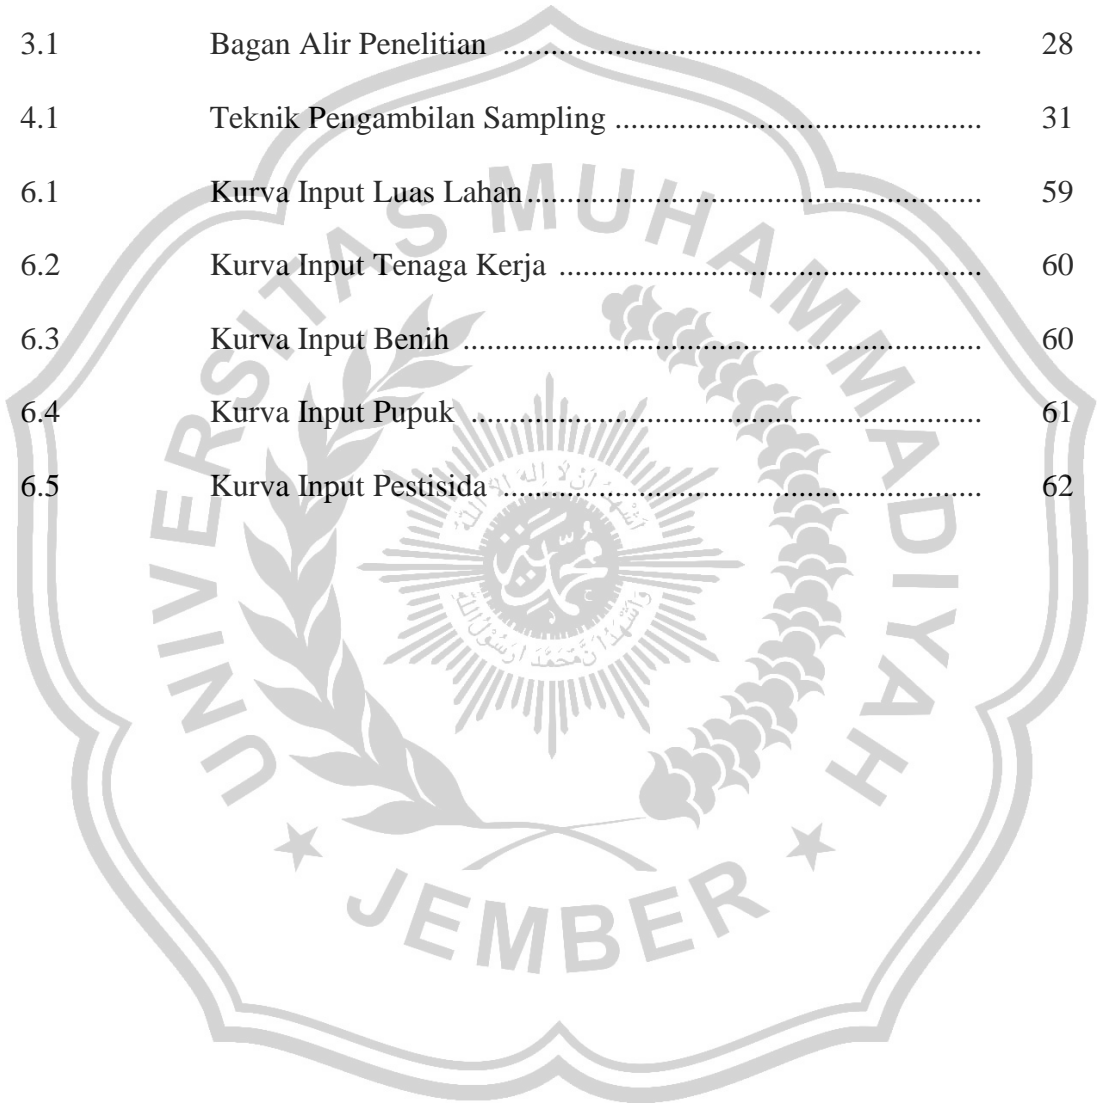 3.1 Bagan Alir Penelitian ............................................................. 28
4.1 Teknik Pengambilan Sampling ............................................... 31
6.1 Kurva Input Luas Lahan .......................................................... 59
6.2 Kurva Input Tenaga Kerja ...................................................... 60
6.3 Kurva Input Benih .................................................................. 60
6.4 Kurva Input Pupuk ................................................................. 61
6.5 Kurva Input Pestisida ............................................................. 62
UNIVERSITAS MUHAMMADIYAH
JEMBER